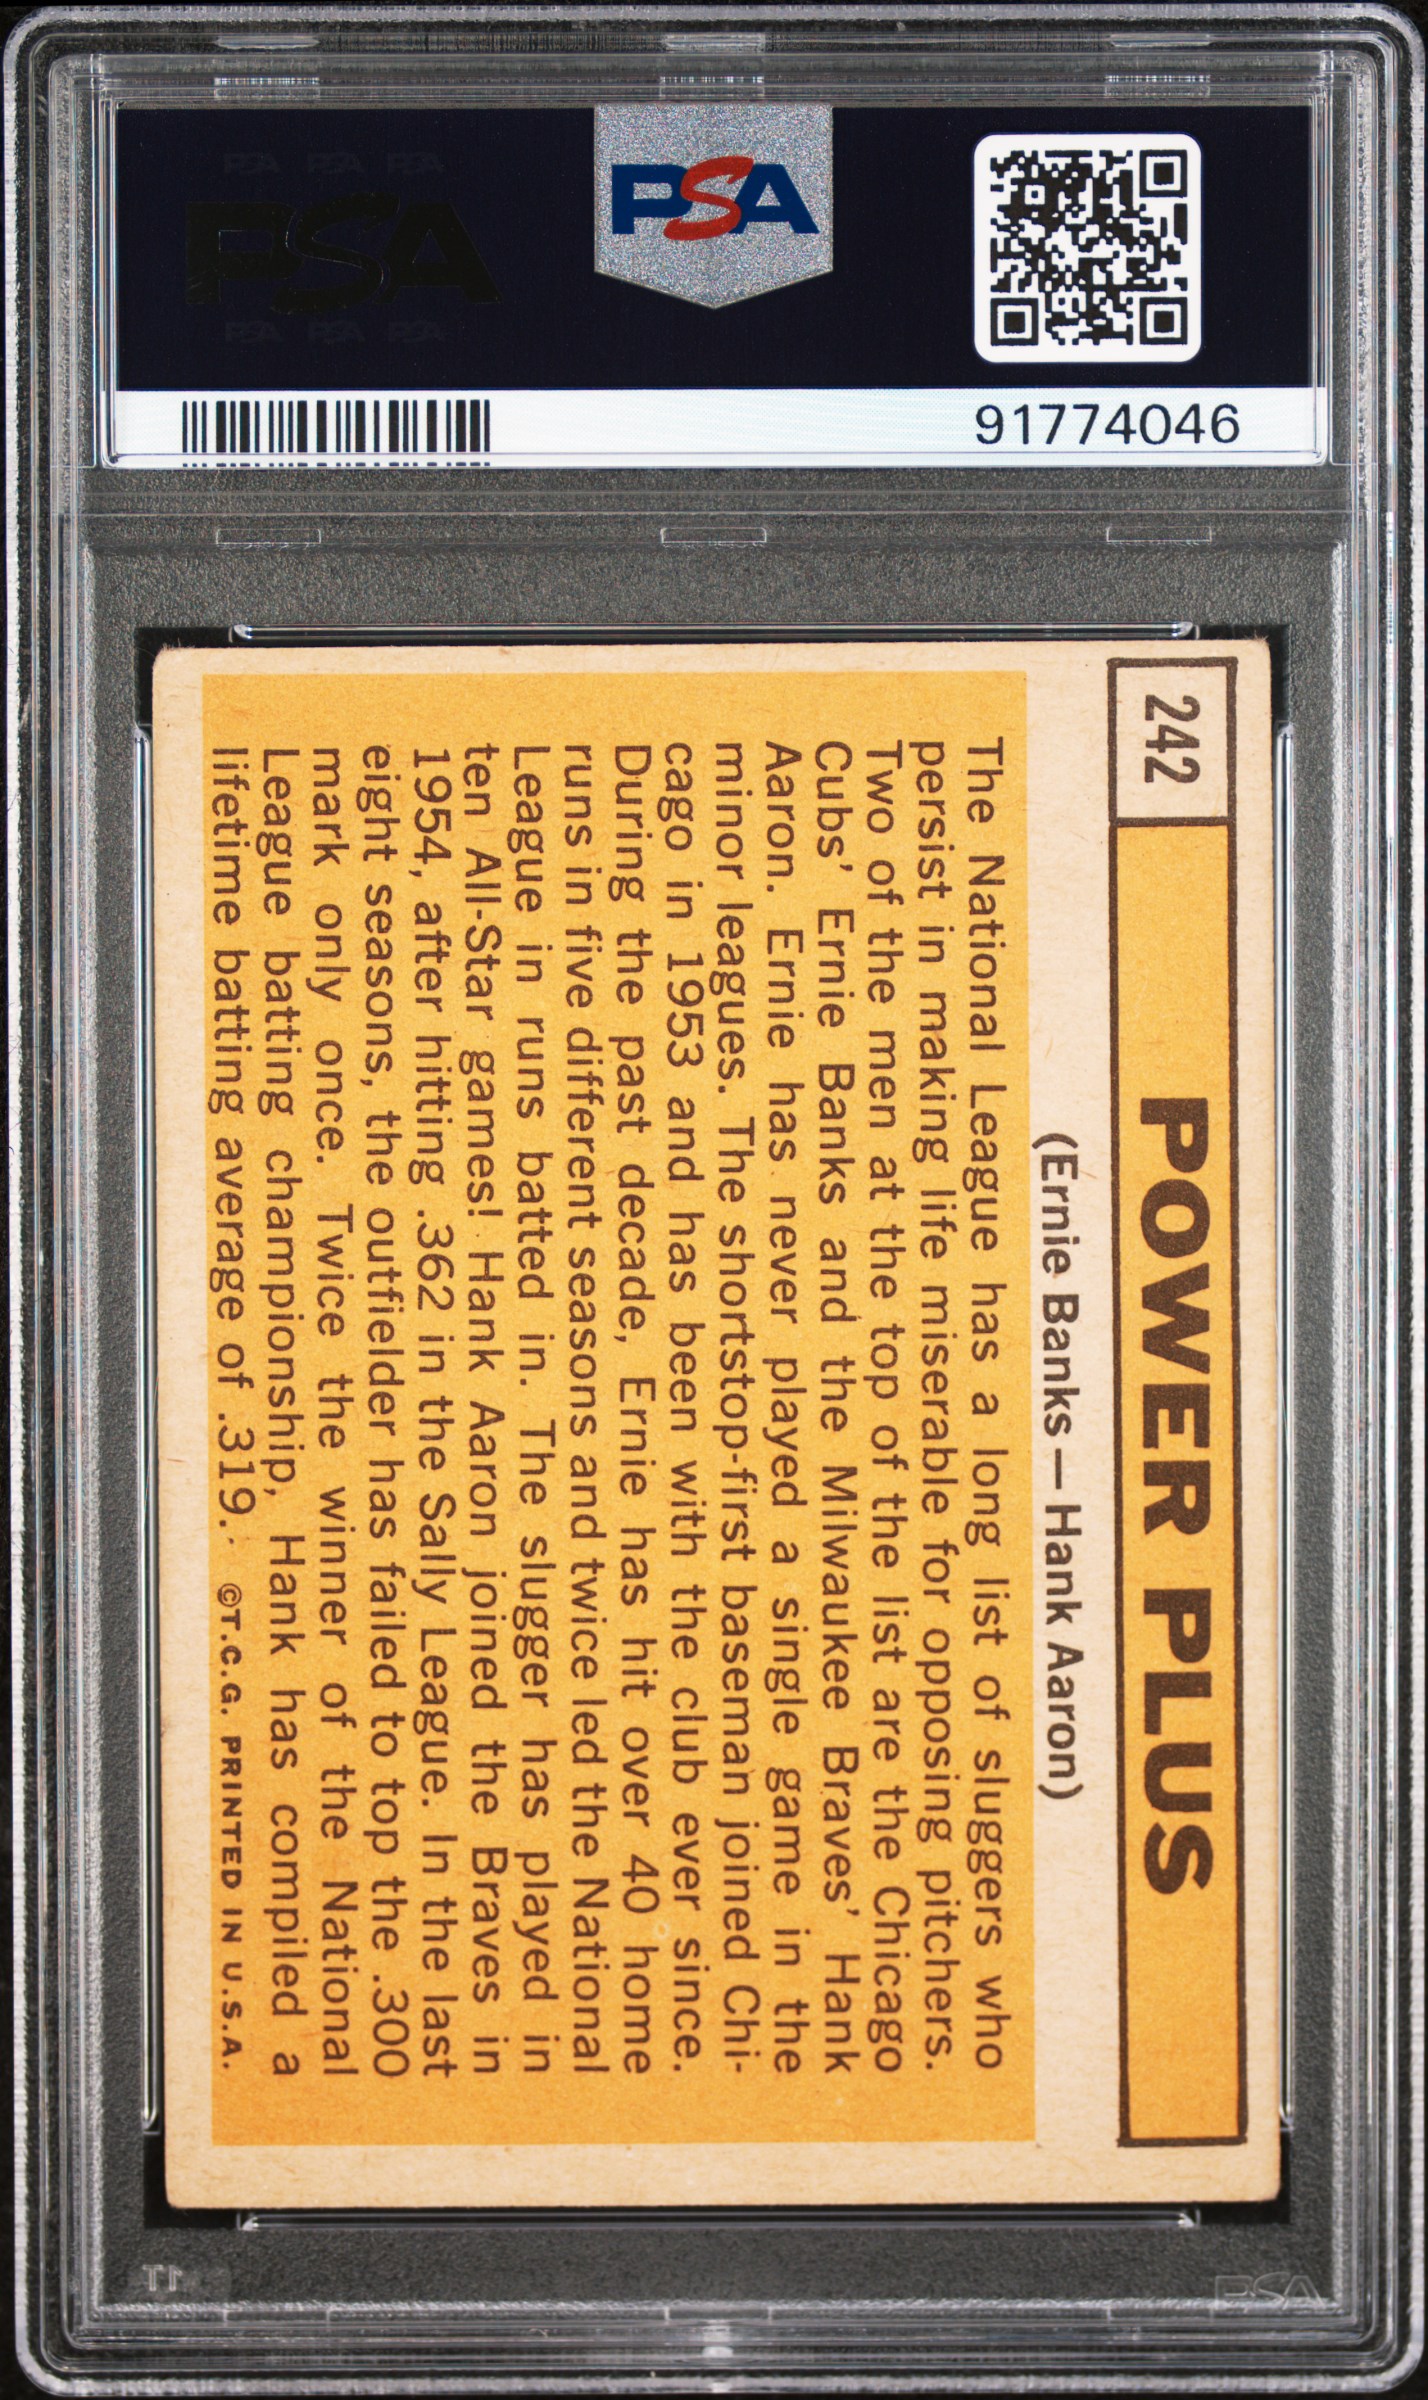 PSA PSA PSA
PSA
PSA PSA PSA
PSA
91774046
242
POWER PLUS
(Ernie Banks — Hank Aaron)
The National League has a long list of sluggers who
persist in making life miserable for opposing pitchers.
Two of the men at the top of the list are the Chicago
Cubs' Ernie Banks and the Milwaukee Braves' Hank
Aaron. Ernie has never played a single game in the
minor leagues. The shortstop-first baseman joined Chi-
cago in 1953 and has been with the club ever since.
During the past decade, Ernie has hit over 40 home
runs in five different seasons and twice led the National
League in runs batted in. The slugger has played in
ten All-Star games! Hank Aaron joined the Braves in
1954, after hitting .362 in the Sally League. In the last
eight seasons, the outfielder has failed to top the .300
mark only once. Twice the winner of the National
League batting championship, Hank has compiled a
lifetime batting average of .319. ©T.C.G. PRINTED IN U.S.A.
PSA